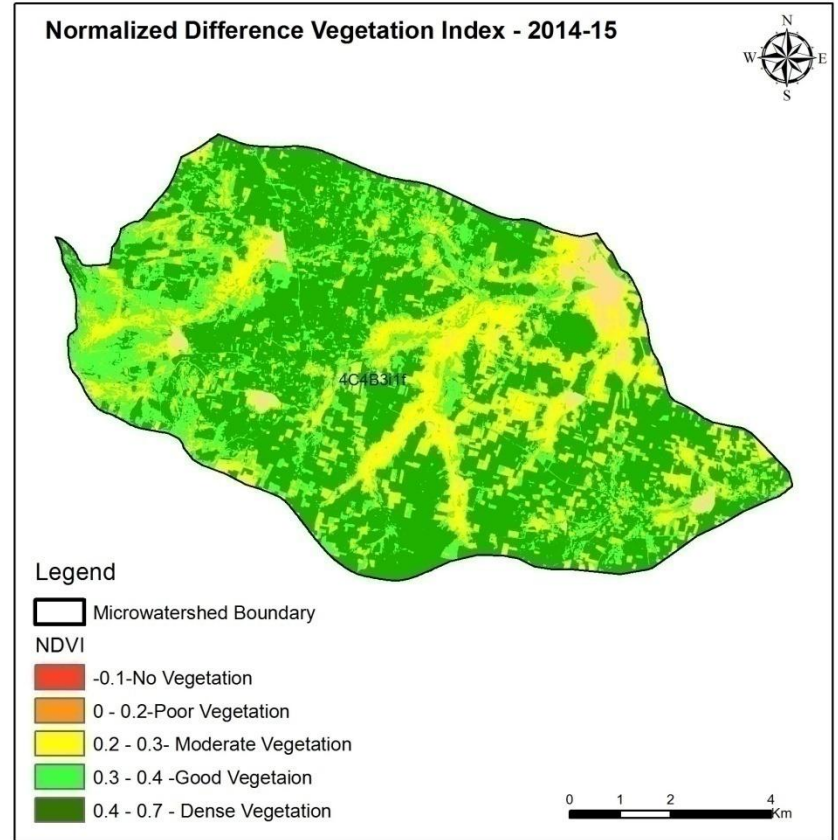 Normalized Difference Vegetation Index - 2014-15
N
W E
S
4C4B3I1f
Legend
Microwatershed Boundary
NDVI
-0.1-No Vegetation
0 - 0.2-Poor Vegetation
0.2 - 0.3- Moderate Vegetation
0.3 - 0.4 -Good Vegetaion
0.4 - 0.7 - Dense Vegetation
0 1 2 4
Km